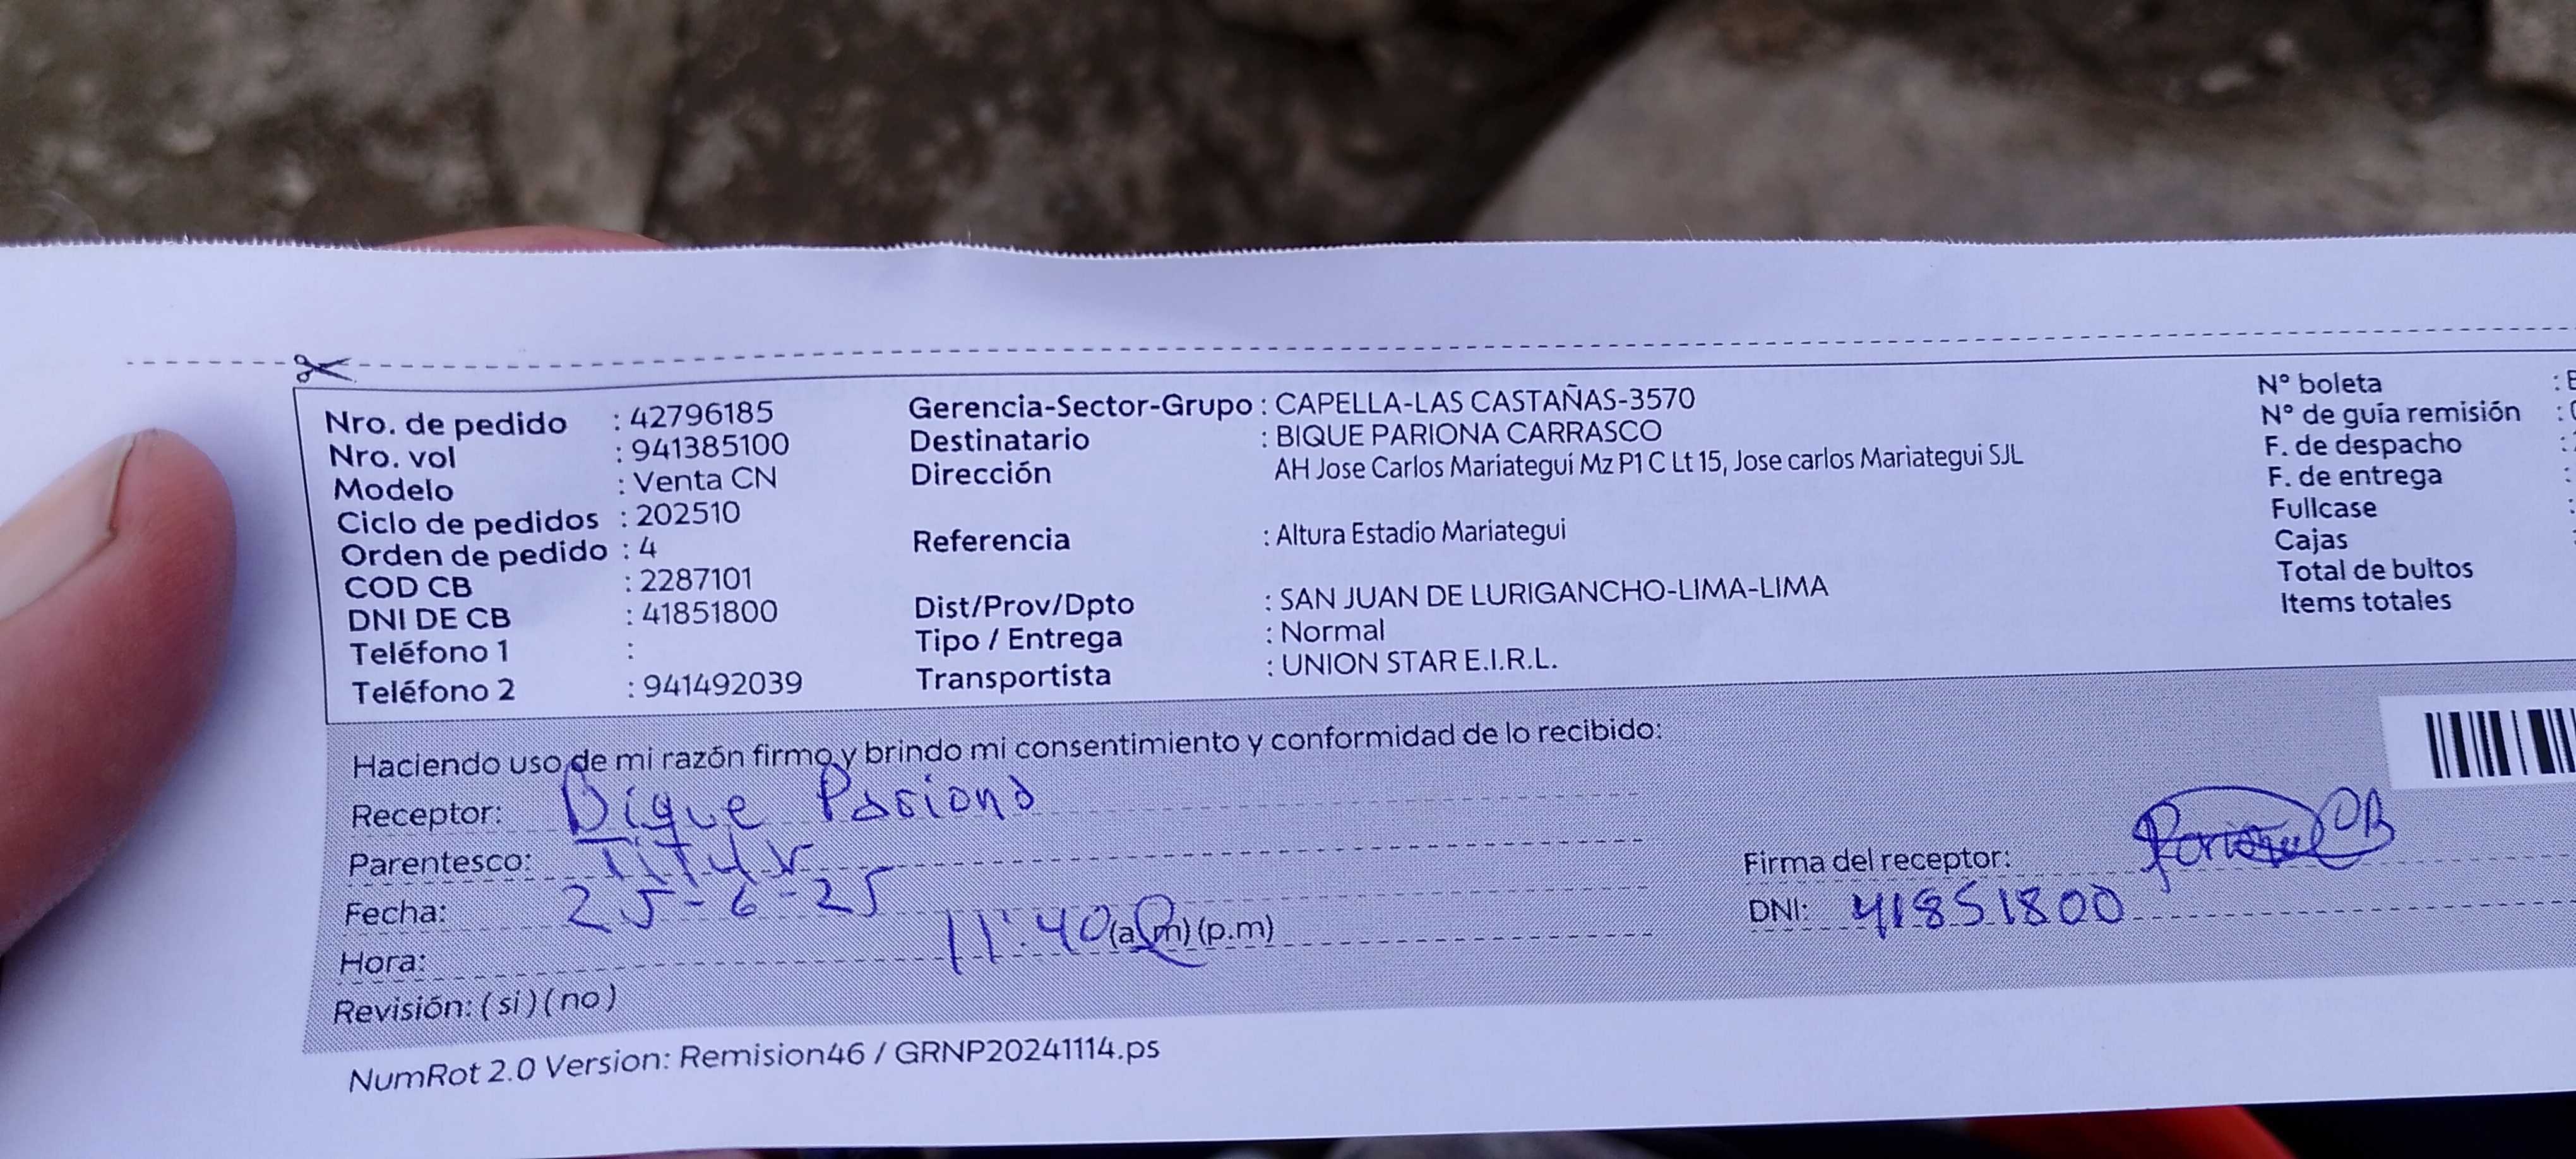 Nro. de pedido : 42796185 Gerencia-Sector-Grupo : CAPELLA-LAS CASTAÑAS-3570 N° boleta :
Nro. vol : 941385100 Destinatario : BIQUE PARIONA CARRASCO N° de guía remisión :
Modelo : Venta CN Dirección AH Jose Carlos Mariategui Mz P1 C Lt 15, Jose carlos Mariategui SJL F. de despacho :
Ciclo de pedidos : 202510 F. de entrega :
Orden de pedido : 4 Referencia : Altura Estadio Mariategui Fullcase :
COD CB : 2287101 Cajas
DNI DE CB : 41851800 Dist/Prov/Dpto : SAN JUAN DE LURIGANCHO-LIMA-LIMA Total de bultos
Teléfono 1 : Tipo / Entrega : Normal Items totales
Teléfono 2 : 941492039 Transportista : UNION STAR E.I.R.L.
Haciendo uso de mi razón firmo y brindo mi consentimiento y conformidad de lo recibido:
Receptor: Bique Pariona
Parentesco:
Fecha: 25-6-25
Hora: 11:40 (a.m) (p.m)
Revisión: (si) (no)
Firma del receptor:
DNI: 41851800
NumRot 2.0 Version: Remision46 / GRNP20241114.ps